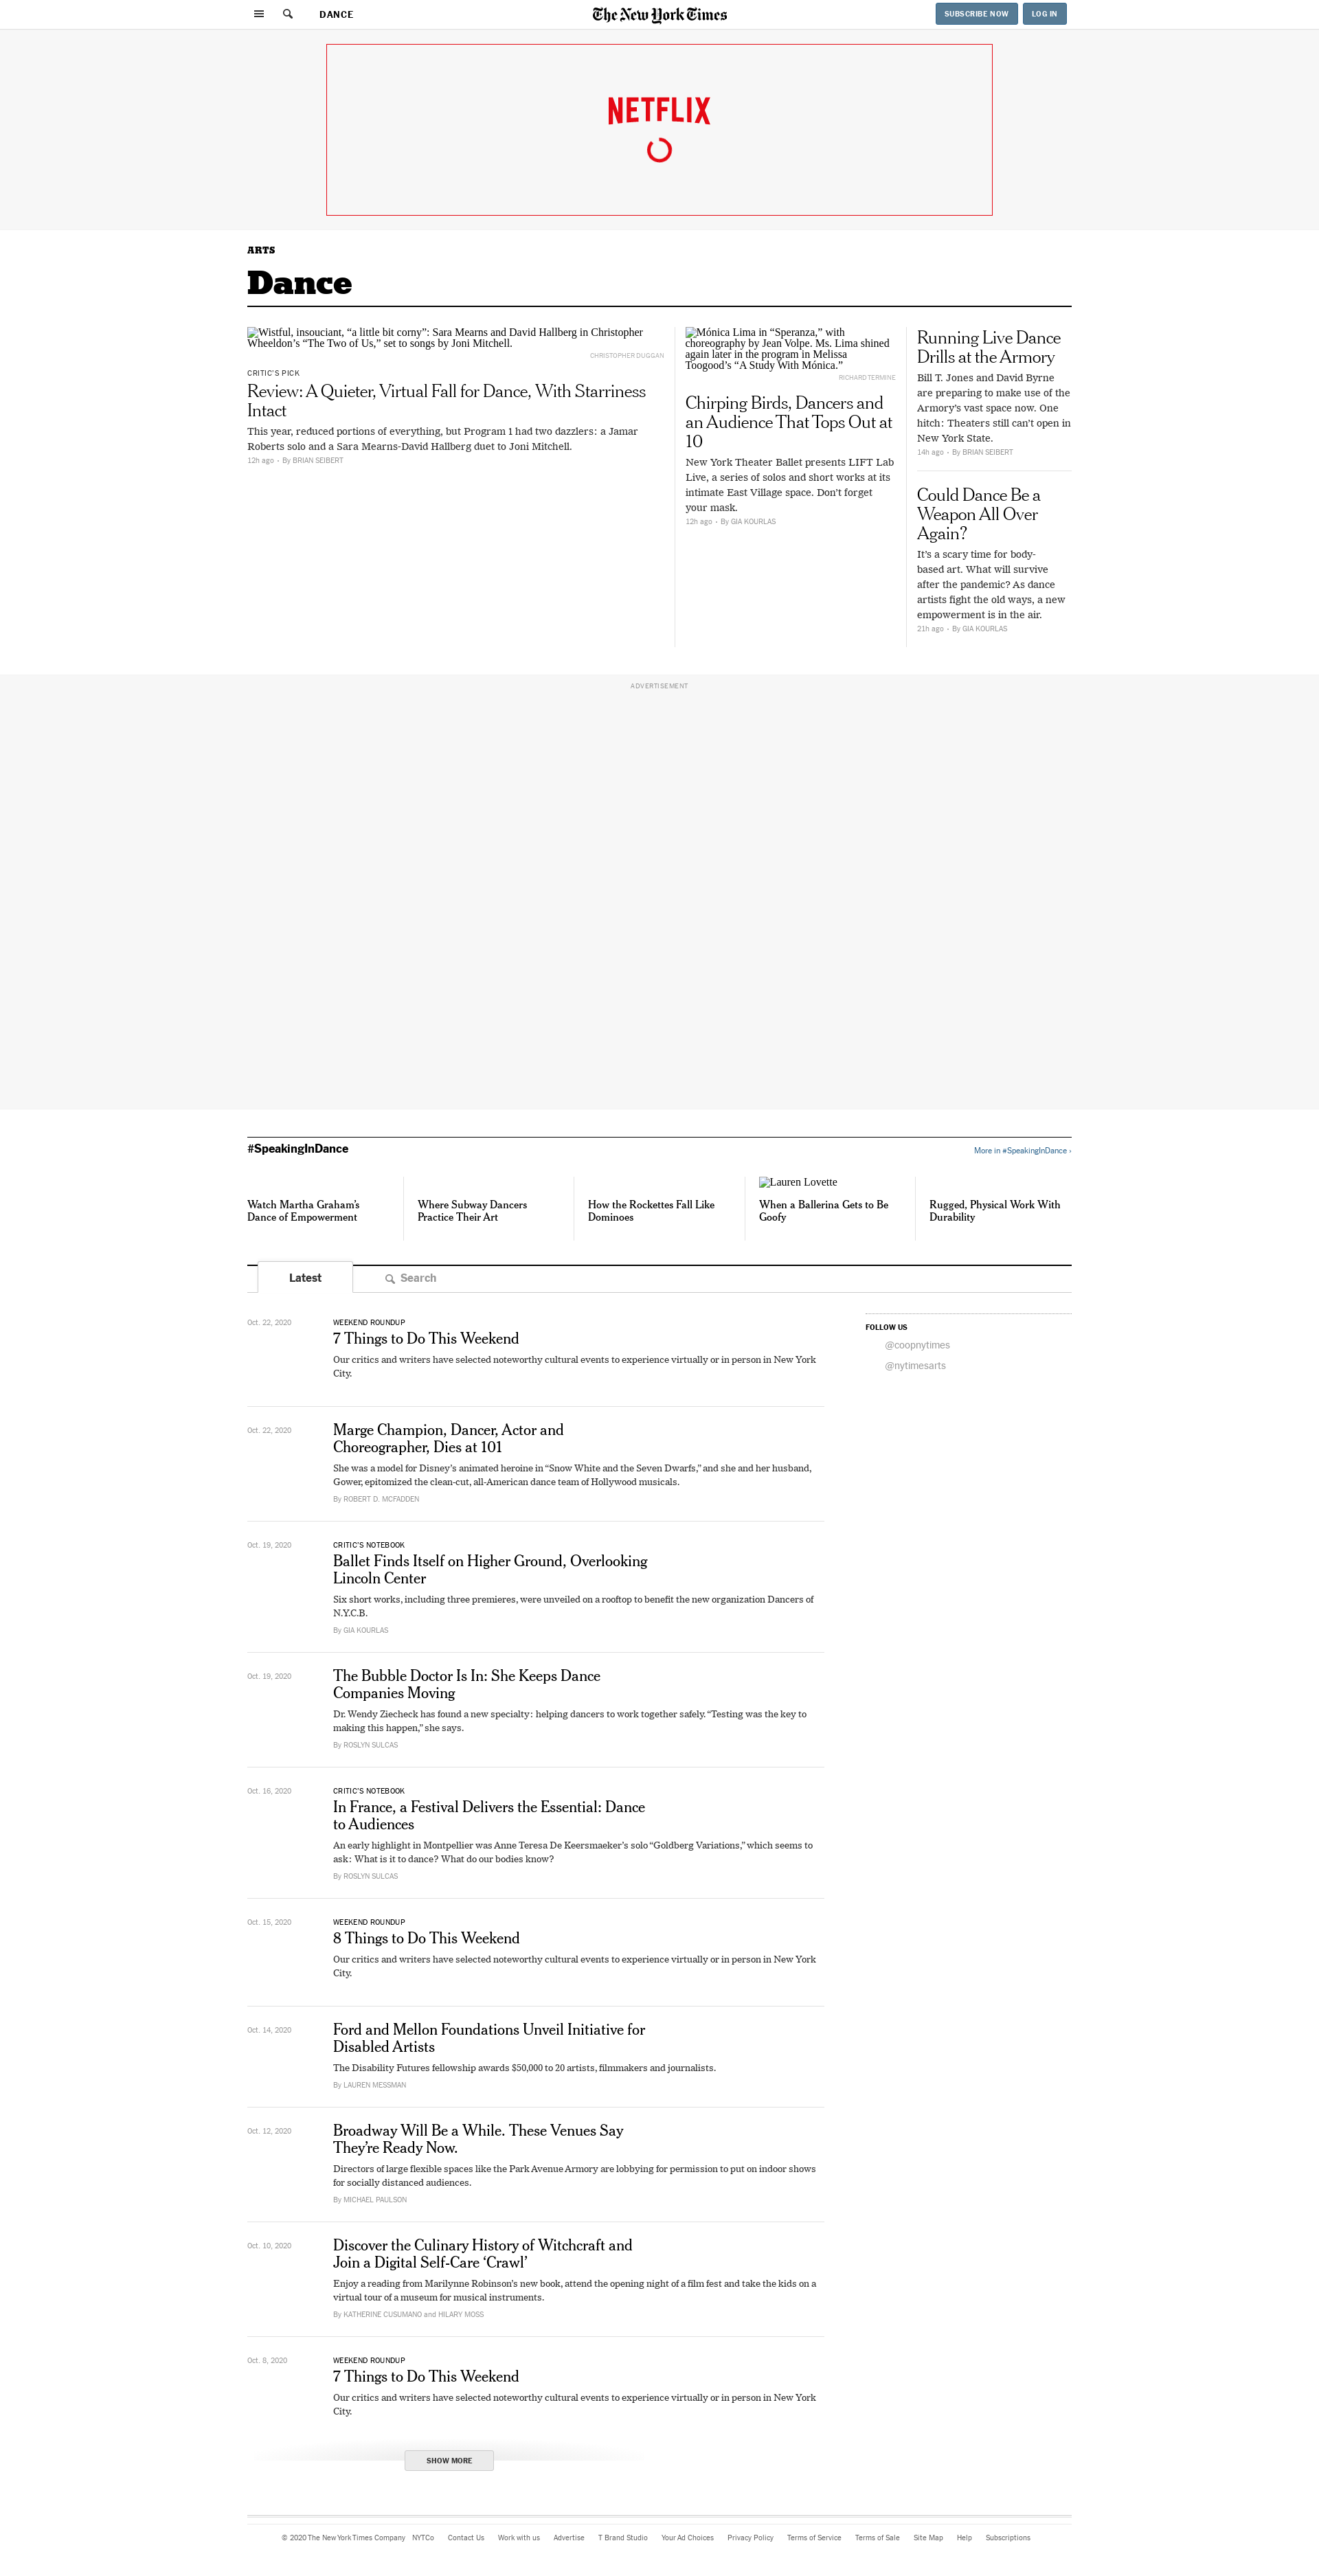 DANCE
The New York Times
SUBSCRIBE NOW
LOG IN
NETFLIX
ARTS
Dance
Wistful, insouciant, “a little bit corny”: Sara Mearns and David Hallberg in Christopher
Wheeldon’s “The Two of Us,” set to songs by Joni Mitchell.
CHRISTOPHER DUGGAN
CRITIC’S PICK
Review: A Quieter, Virtual Fall for Dance, With Starriness
Intact
This year, reduced portions of everything, but Program 1 had two dazzlers: a Jamar
Roberts solo and a Sara Mearns-David Hallberg duet to Joni Mitchell.
12h ago • By BRIAN SEIBERT
Mónica Lima in “Speranza,” with
choreography by Jean Volpe. Ms. Lima shined
again later in the program in Melissa
Toogood’s “A Study With Mónica.”
RICHARD TERMINE
Chirping Birds, Dancers and
an Audience That Tops Out at
10
New York Theater Ballet presents LIFT Lab
Live, a series of solos and short works at its
intimate East Village space. Don’t forget
your mask.
12h ago • By GIA KOURLAS
Running Live Dance
Drills at the Armory
Bill T. Jones and David Byrne
are preparing to make use of the
Armory’s vast space now. One
hitch: Theaters still can’t open in
New York State.
14h ago • By BRIAN SEIBERT
Could Dance Be a
Weapon All Over
Again?
It’s a scary time for body-
based art. What will survive
after the pandemic? As dance
artists fight the old ways, a new
empowerment is in the air.
21h ago • By GIA KOURLAS
ADVERTISEMENT
#SpeakingInDance
More in #SpeakingInDance ›
Watch Martha Graham’s
Dance of Empowerment
Where Subway Dancers
Practice Their Art
How the Rockettes Fall Like
Dominoes
Lauren Lovette
When a Ballerina Gets to Be
Goofy
Rugged, Physical Work With
Durability
Latest
Search
Oct. 22, 2020
WEEKEND ROUNDUP
7 Things to Do This Weekend
Our critics and writers have selected noteworthy cultural events to experience virtually or in person in New York
City.
FOLLOW US
@coopnytimes
@nytimesarts
Oct. 22, 2020
Marge Champion, Dancer, Actor and
Choreographer, Dies at 101
She was a model for Disney’s animated heroine in “Snow White and the Seven Dwarfs,” and she and her husband,
Gower, epitomized the clean-cut, all-American dance team of Hollywood musicals.
By ROBERT D. MCFADDEN
Oct. 19, 2020
CRITIC’S NOTEBOOK
Ballet Finds Itself on Higher Ground, Overlooking
Lincoln Center
Six short works, including three premieres, were unveiled on a rooftop to benefit the new organization Dancers of
N.Y.C.B.
By GIA KOURLAS
Oct. 19, 2020
The Bubble Doctor Is In: She Keeps Dance
Companies Moving
Dr. Wendy Ziecheck has found a new specialty: helping dancers to work together safely. “Testing was the key to
making this happen,” she says.
By ROSLYN SULCAS
Oct. 16, 2020
CRITIC’S NOTEBOOK
In France, a Festival Delivers the Essential: Dance
to Audiences
An early highlight in Montpellier was Anne Teresa De Keersmaeker’s solo “Goldberg Variations,” which seems to
ask: What is it to dance? What do our bodies know?
By ROSLYN SULCAS
Oct. 15, 2020
WEEKEND ROUNDUP
8 Things to Do This Weekend
Our critics and writers have selected noteworthy cultural events to experience virtually or in person in New York
City.
Oct. 14, 2020
Ford and Mellon Foundations Unveil Initiative for
Disabled Artists
The Disability Futures fellowship awards $50,000 to 20 artists, filmmakers and journalists.
By LAUREN MESSMAN
Oct. 12, 2020
Broadway Will Be a While. These Venues Say
They’re Ready Now.
Directors of large flexible spaces like the Park Avenue Armory are lobbying for permission to put on indoor shows
for socially distanced audiences.
By MICHAEL PAULSON
Oct. 10, 2020
Discover the Culinary History of Witchcraft and
Join a Digital Self-Care ‘Crawl’
Enjoy a reading from Marilynne Robinson’s new book, attend the opening night of a film fest and take the kids on a
virtual tour of a museum for musical instruments.
By KATHERINE CUSUMANO and HILARY MOSS
Oct. 8, 2020
WEEKEND ROUNDUP
7 Things to Do This Weekend
Our critics and writers have selected noteworthy cultural events to experience virtually or in person in New York
City.
SHOW MORE
© 2020 The New York Times Company NYTCo Contact Us Work with us Advertise T Brand Studio Your Ad Choices Privacy Policy Terms of Service Terms of Sale Site Map Help Subscriptions